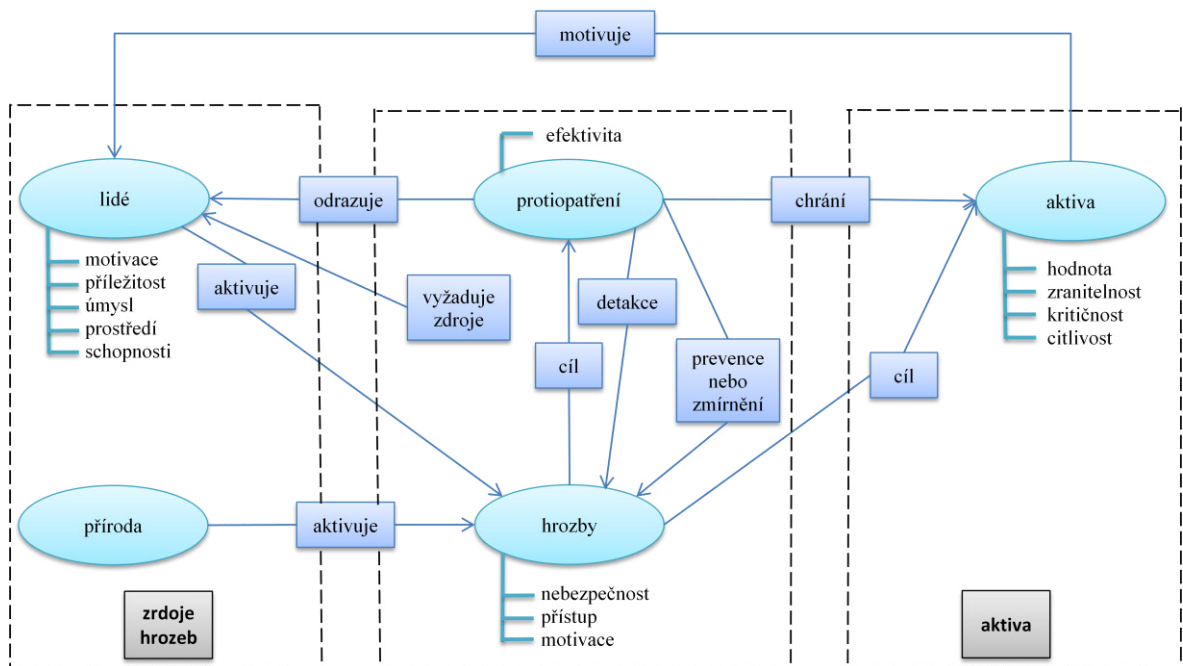 motivuje
efektivita
lidé
odrazuje
protiopatření
chrání
aktiva
motivace
příležitost
úmysl
prostředí
schopnosti
aktivuje
vyžaduje
zdroje
detakce
hodnota
zranitelnost
kritičnost
citlivost
cíl
prevence
nebo
zmírnění
cíl
příroda
aktivuje
hrozby
nebezpečnost
přístup
motivace
zrdoje
hrozeb
aktiva